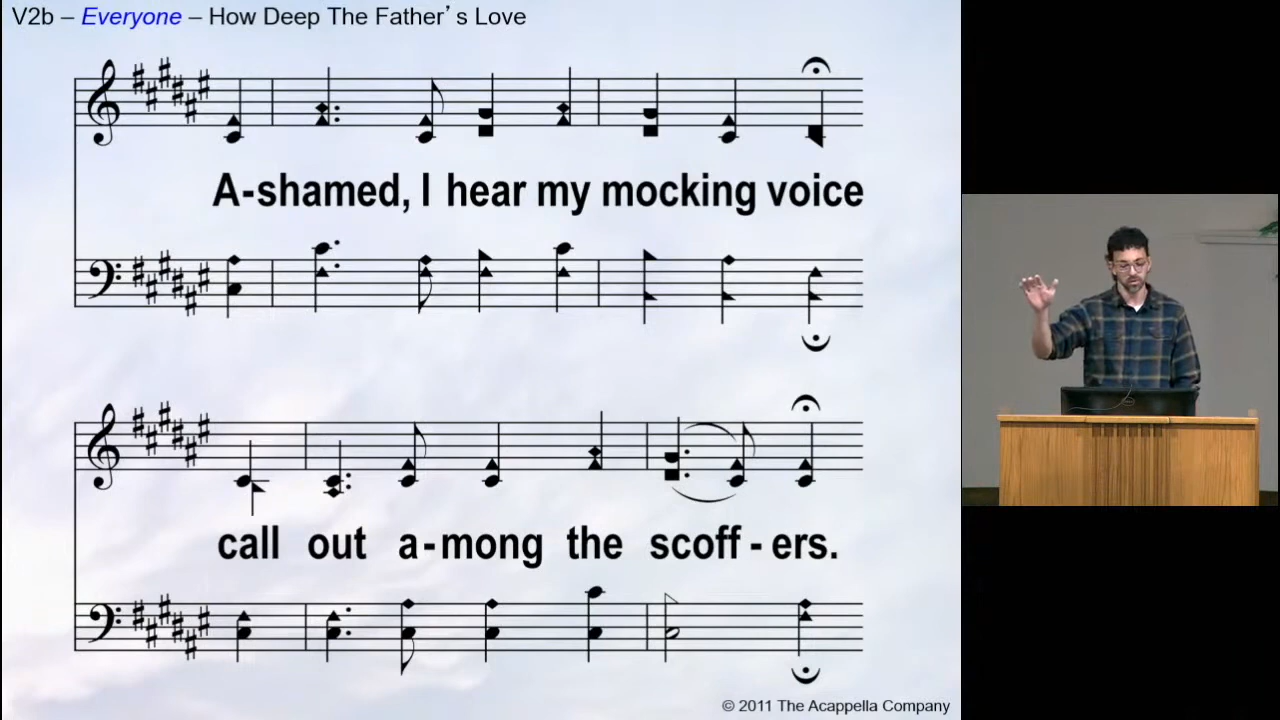 V2b – Everyone – How Deep The Father’s Love
A-shamed, I hear my mocking voice
call out a-mong the scoff-ers.
© 2011 The Acappella Company